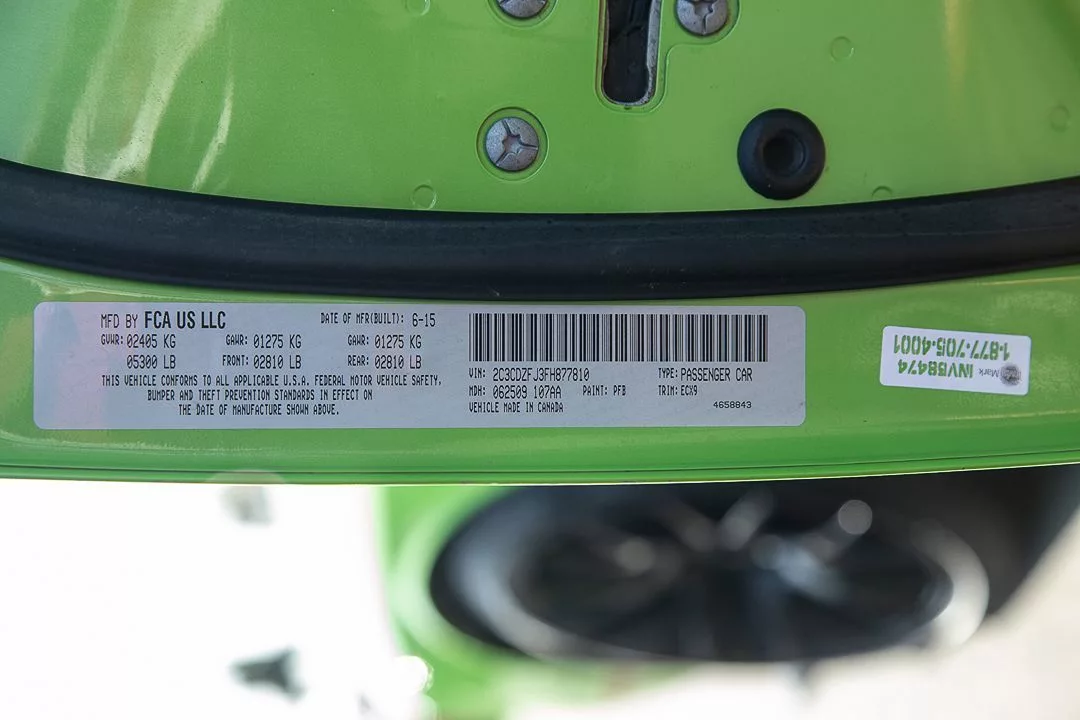 MFD BY FCA US LLC DATE OF MFR(BUILT): 6-15
GVWR: 02405 KG GAWR: 01275 KG GAWR: 01275 KG
05300 LB FRONT: 02810 LB REAR: 02810 LB
THIS VEHICLE CONFORMS TO ALL APPLICABLE U.S.A. FEDERAL MOTOR VEHICLE SAFETY,
BUMPER AND THEFT PREVENTION STANDARDS IN EFFECT ON
THE DATE OF MANUFACTURE SHOWN ABOVE.
VIN: 2C3CDZFJ3FH877810 TYPE: PASSENGER CAR
MDH: 062509 107AA PAINT: PFB TRIM: ECX9
VEHICLE MADE IN CANADA 4658843
Mark
INV88474
1-877-705-4001